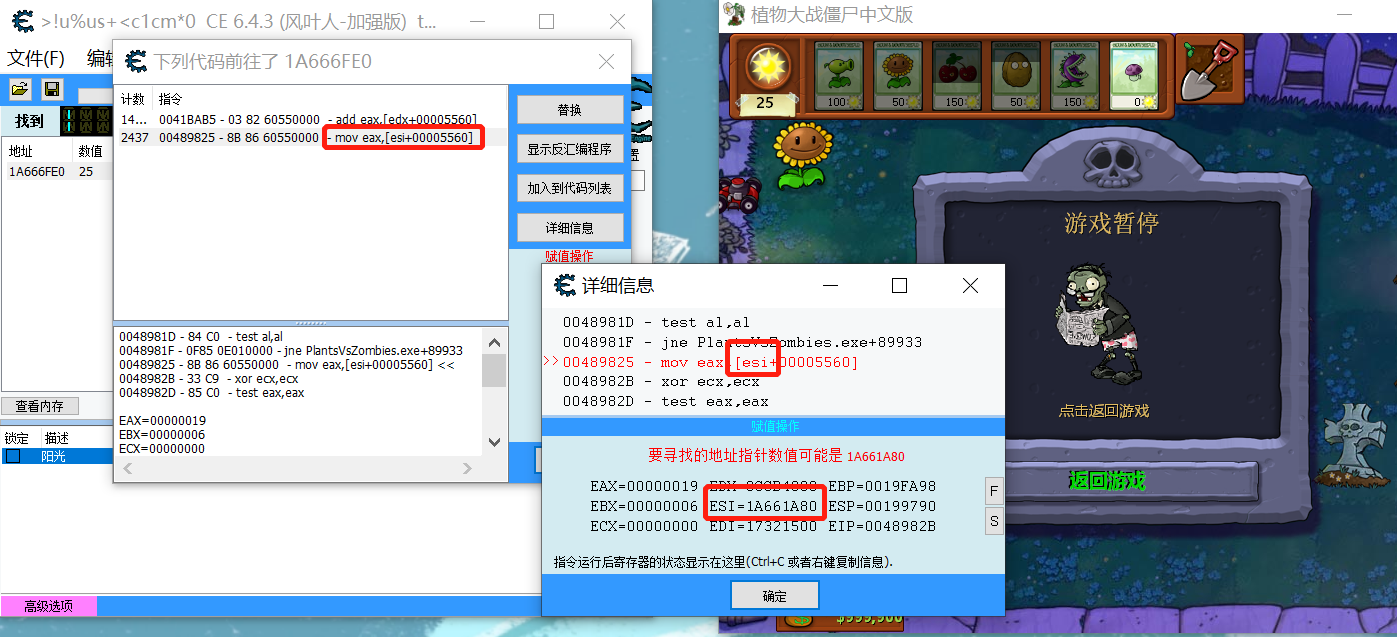 >!u%us+<c1cm*0 CE 6.4.3 (风叶人-加强版) t...
文件(F) 编辑
找到
地址 数值
1A666FE0 25
查看内存
锁定 描述
阳光
高级选项
下列代码前往了 1A666FE0
计数 指令
14... 0041BAB5 - 03 82 60550000 - add eax,[edx+00005560]
2437 00489825 - 8B 86 60550000 - mov eax,[esi+00005560]
替换
显示反汇编程序
加入到代码列表
详细信息
赋值操作
0048981D - 84 C0 - test al,al
0048981F - 0F85 0E010000 - jne PlantsVsZombies.exe+89933
00489825 - 8B 86 60550000 - mov eax,[esi+00005560] <<
0048982B - 33 C9 - xor ecx,ecx
0048982D - 85 C0 - test eax,eax
EAX=00000019
EBX=00000006
ECX=00000000
置
详细信息
0048981D - test al,al
0048981F - jne PlantsVsZombies.exe+89933
>>00489825 - mov eax,[esi+00005560]
0048982B - xor ecx,ecx
0048982D - test eax,eax
赋值操作
要寻找的地址指针数值可能是 1A661A80
EAX=00000019 EBP=0019FA98
EBX=00000006 ESI=1A661A80 ESP=00199790
ECX=00000000 EDI=17321500 EIP=0048982B
F
S
指令运行后寄存器的状态显示在这里(Ctrl+C 或者右键复制信息).
确定
植物大战僵尸中文版
25
100 50 150 50 150 0
游戏暂停
点击返回游戏
返回游戏